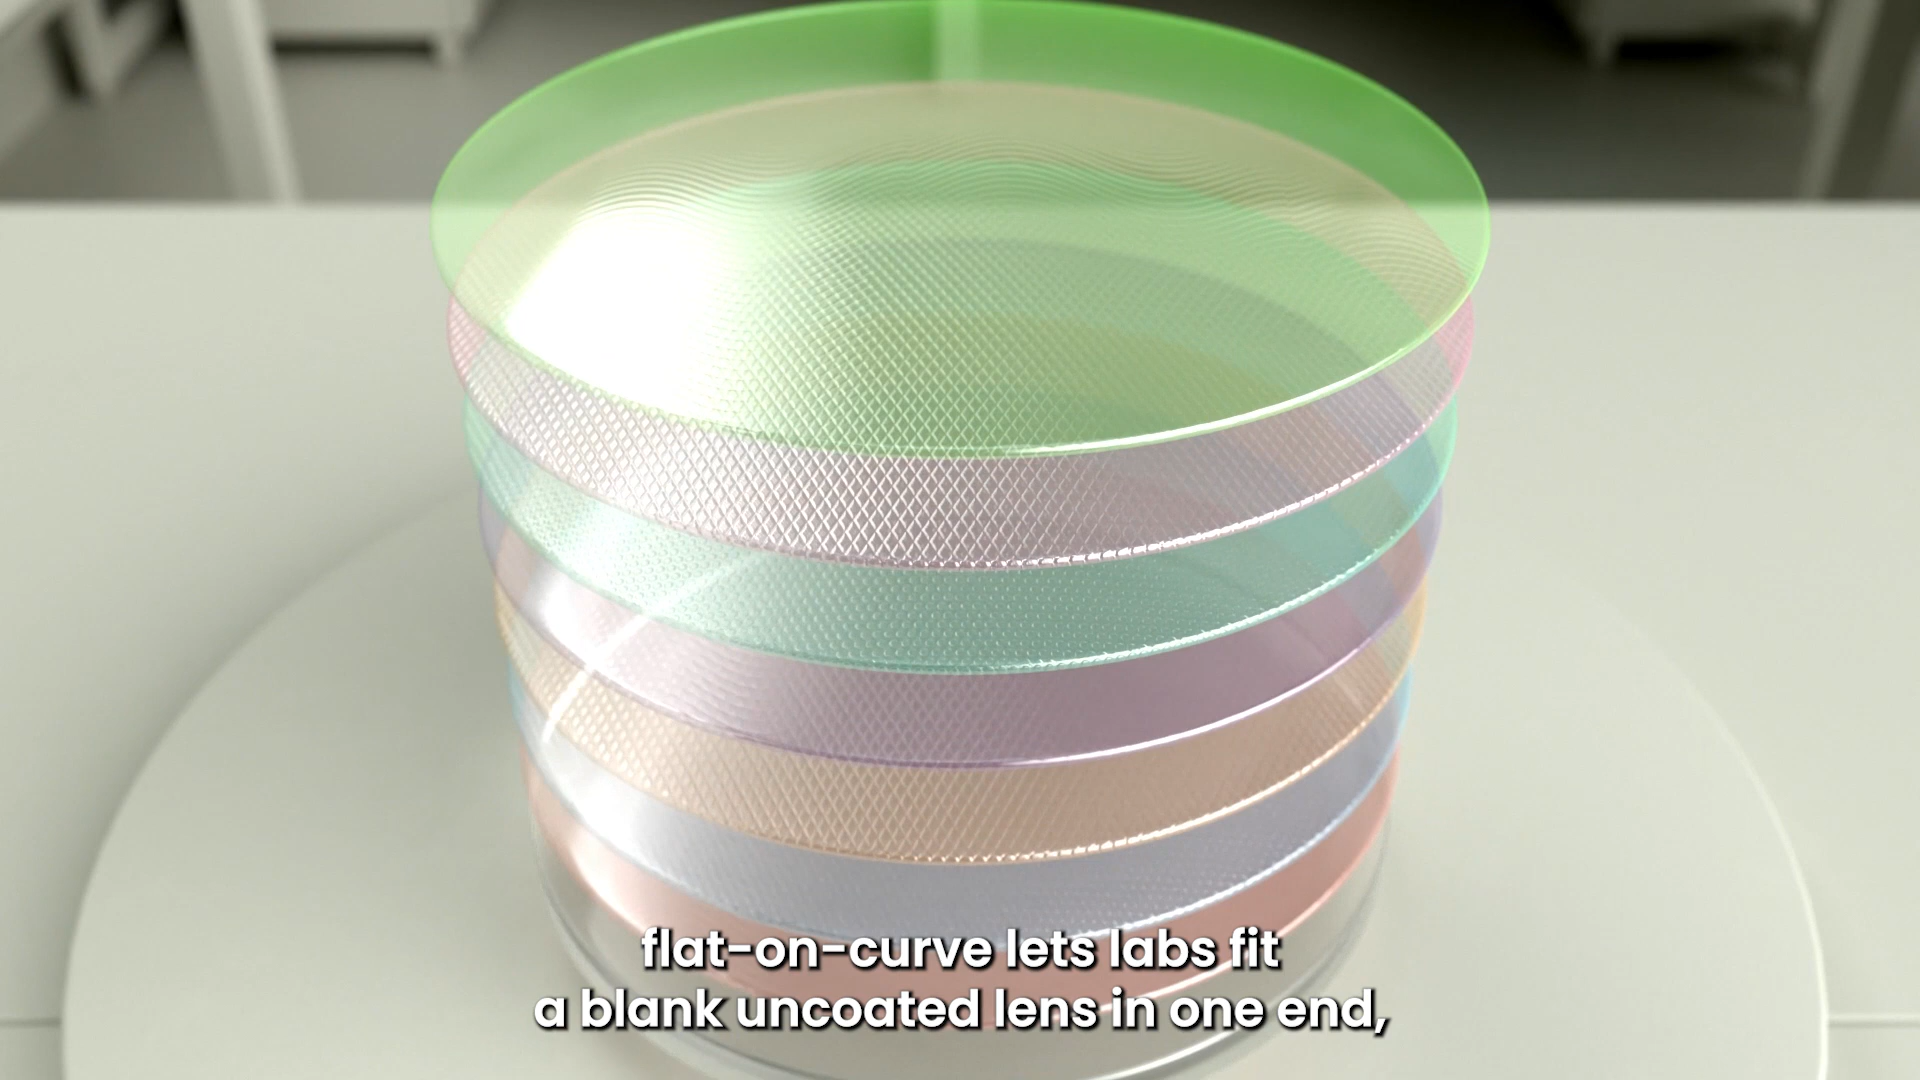 flat-on-curve lets labs fit
a blank uncoated lens in one end,